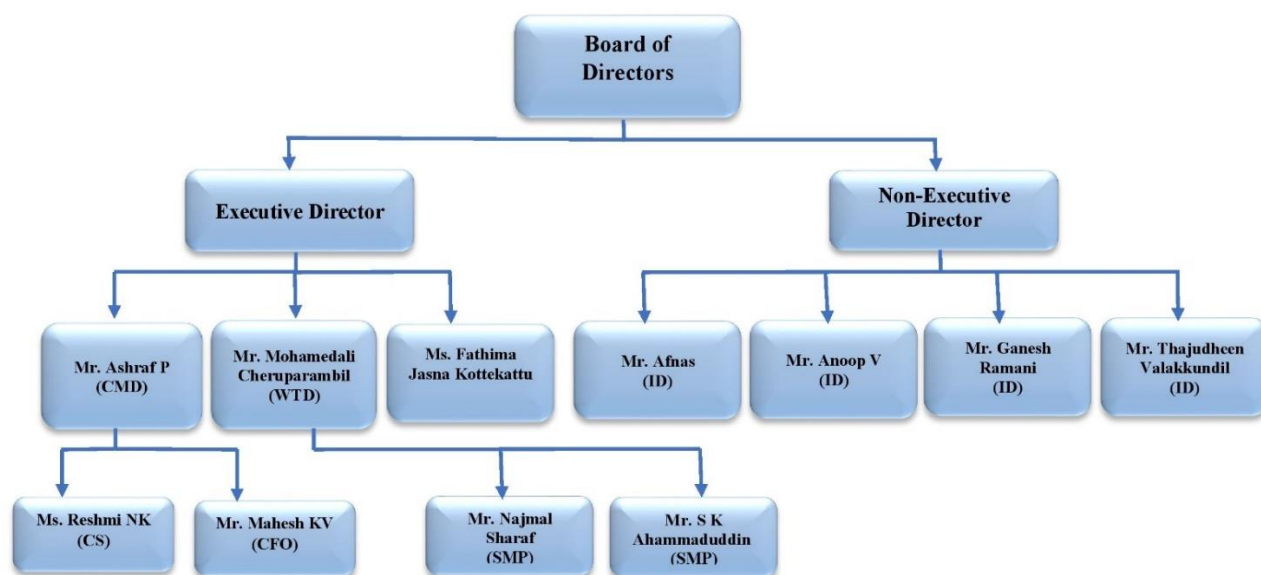 Board of
Directors
Executive Director
Non-Executive
Director
Mr. Ashraf P
(CMD)
Mr. Mohamedali
Cheruparambil
(WTD)
Ms. Fathima
Jasna Kottekattu
Mr. Afnas
(ID)
Mr. Anoop V
(ID)
Mr. Ganesh
Ramani
(ID)
Mr. Thajudheen
Valakkundil
(ID)
Ms. Reshmi NK
(CS)
Mr. Mahesh KV
(CFO)
Mr. Najmal
Sharaf
(SMP)
Mr. S K
Ahammaduddin
(SMP)